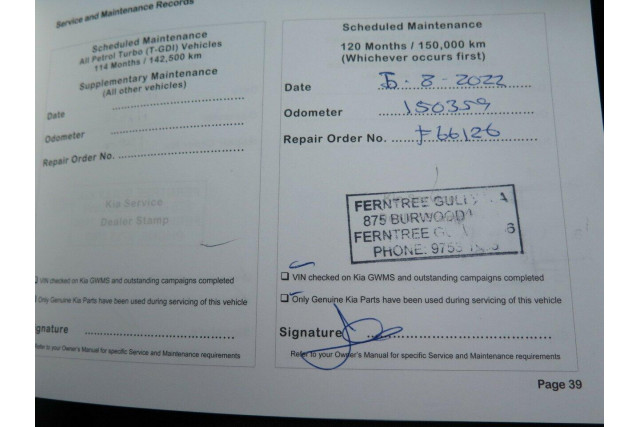 Service and Maintenance Records
Scheduled Maintenance
All Petrol Turbo (T-GDI) Vehicles
114 Months / 142,500 km
Supplementary Maintenance
(All other vehicles)
Date
Odometer
Repair Order No.
Kia Service
Dealer Stamp
VIN checked on Kia GWMS and outstanding campaigns completed
Only Genuine Kia Parts have been used during servicing of this vehicle
gnature
Refer to your Owner's Manual for specific Service and Maintenance requirements
Scheduled Maintenance
120 Months / 150,000 km
(Whichever occurs first)
Date 5-8-2022
Odometer 150359
Repair Order No. F66126
FERNTREE GULLY
875 BURWOOD
FERNTREE
PHONE: 9753
VIN checked on Kia GWMS and outstanding campaigns completed
Only Genuine Kia Parts have been used during servicing of this vehicle
Signature
Refer to your Owner's Manual for specific Service and Maintenance requirements
Page 39